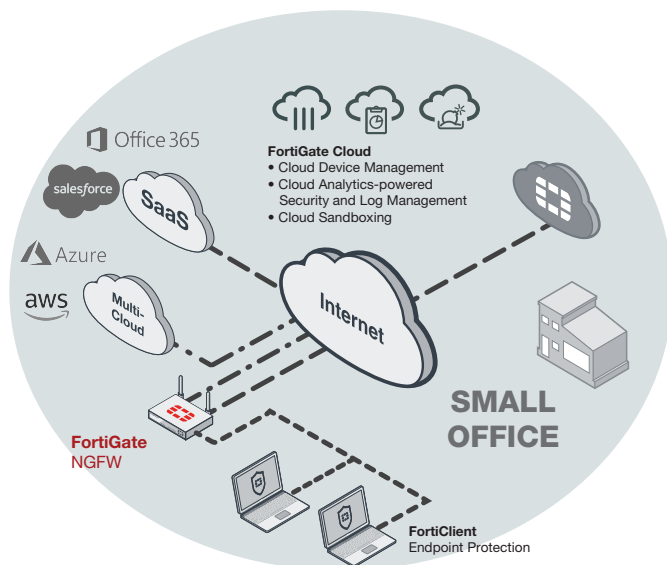 Office 365
salesforce
SaaS
FortiGate Cloud
• Cloud Device Management
• Cloud Analytics-powered
Security and Log Management
• Cloud Sandboxing
Azure
aws
Multi-
Cloud
Internet
SMALL
OFFICE
FortiGate
NGFW
FortiClient
Endpoint Protection